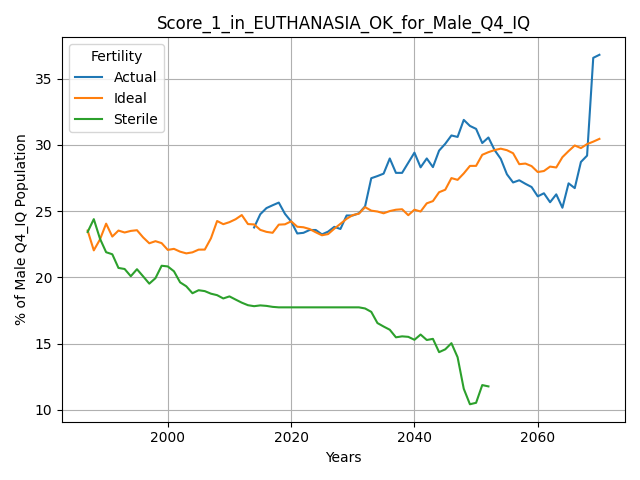 Score_1_in_EUTHANASIA_OK_for_Male_Q4_IQ
Fertility
Actual
Ideal
Sterile
% of Male Q4_IQ Population
35
30
25
20
15
10
2000
2020
2040
2060
Years